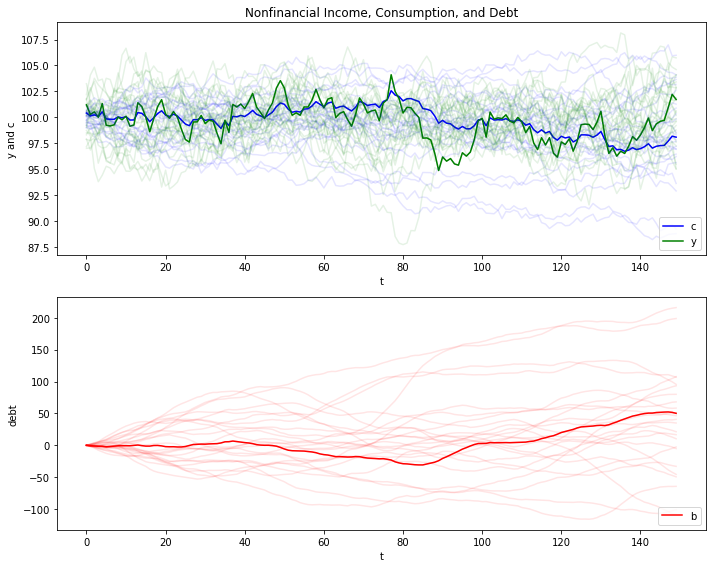 Nonfinancial Income, Consumption, and Debt
107.5
105.0
102.5
100.0
97.5
95.0
92.5
90.0
87.5
y and c
c
y
0 20 40 60 80 100 120 140
t
200
150
100
50
0
−50
−100
debt
b
0 20 40 60 80 100 120 140
t